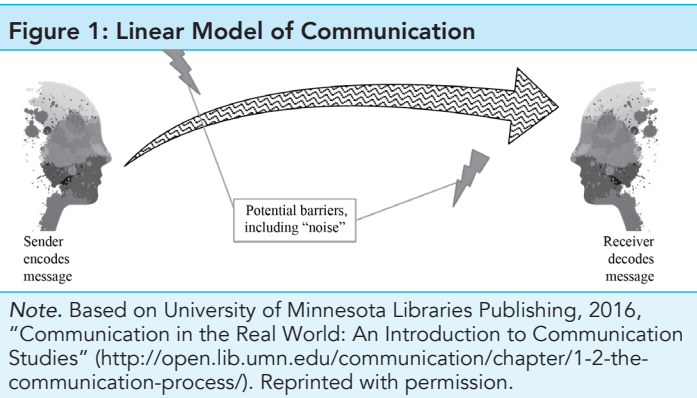 Figure 1: Linear Model of Communication
Potential barriers,
including “noise”
Sender
encodes
message
Receiver
decodes
message
Note. Based on University of Minnesota Libraries Publishing, 2016,
“Communication in the Real World: An Introduction to Communication
Studies” (http://open.lib.umn.edu/communication/chapter/1-2-the-
communication-process/). Reprinted with permission.